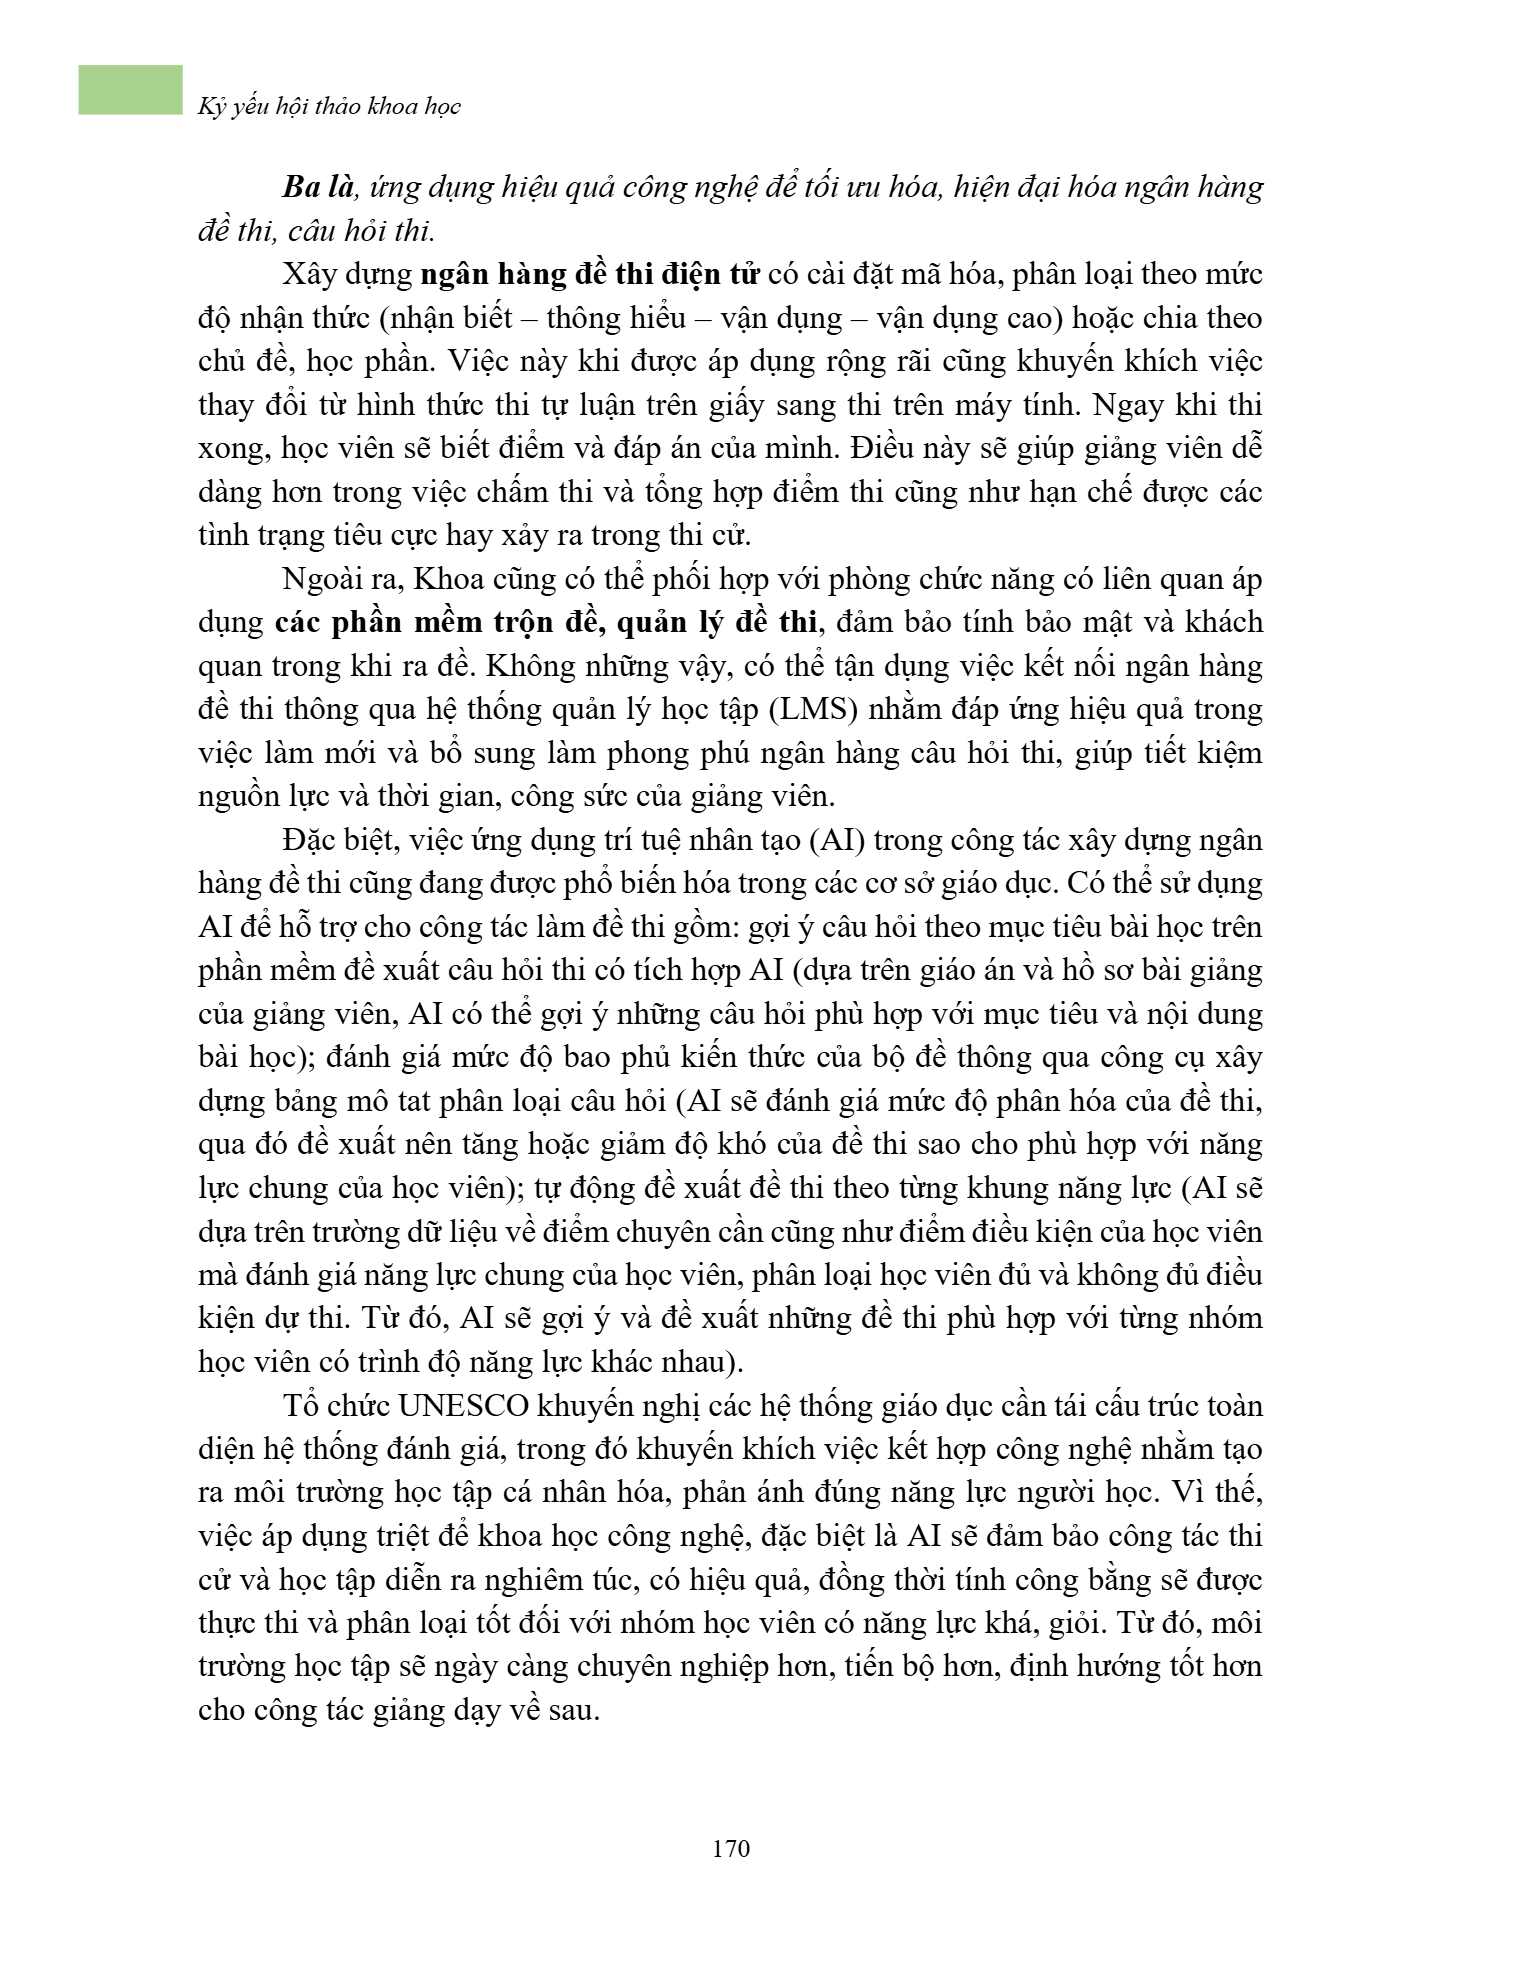 Kỷ yếu hội thảo khoa học
Ba là, ứng dụng hiệu quả công nghệ để tối ưu hóa, hiện đại hóa ngân hàng
đề thi, câu hỏi thi.
Xây dựng ngân hàng đề thi điện tử có cài đặt mã hóa, phân loại theo mức
độ nhận thức (nhận biết – thông hiểu – vận dụng – vận dụng cao) hoặc chia theo
chủ đề, học phần. Việc này khi được áp dụng rộng rãi cũng khuyến khích việc
thay đổi từ hình thức thi tự luận trên giấy sang thi trên máy tính. Ngay khi thi
xong, học viên sẽ biết điểm và đáp án của mình. Điều này sẽ giúp giảng viên dễ
dàng hơn trong việc chấm thi và tổng hợp điểm thi cũng như hạn chế được các
tình trạng tiêu cực hay xảy ra trong thi cử.
Ngoài ra, Khoa cũng có thể phối hợp với phòng chức năng có liên quan áp
dụng các phần mềm trộn đề, quản lý đề thi, đảm bảo tính bảo mật và khách
quan trong khi ra đề. Không những vậy, có thể tận dụng việc kết nối ngân hàng
đề thi thông qua hệ thống quản lý học tập (LMS) nhằm đáp ứng hiệu quả trong
việc làm mới và bổ sung làm phong phú ngân hàng câu hỏi thi, giúp tiết kiệm
nguồn lực và thời gian, công sức của giảng viên.
Đặc biệt, việc ứng dụng trí tuệ nhân tạo (AI) trong công tác xây dựng ngân
hàng đề thi cũng đang được phổ biến hóa trong các cơ sở giáo dục. Có thể sử dụng
AI để hỗ trợ cho công tác làm đề thi gồm: gợi ý câu hỏi theo mục tiêu bài học trên
phần mềm đề xuất câu hỏi thi có tích hợp AI (dựa trên giáo án và hồ sơ bài giảng
của giảng viên, AI có thể gợi ý những câu hỏi phù hợp với mục tiêu và nội dung
bài học); đánh giá mức độ bao phủ kiến thức của bộ đề thông qua công cụ xây
dựng bảng mô tat phân loại câu hỏi (AI sẽ đánh giá mức độ phân hóa của đề thi,
qua đó đề xuất nên tăng hoặc giảm độ khó của đề thi sao cho phù hợp với năng
lực chung của học viên); tự động đề xuất đề thi theo từng khung năng lực (AI sẽ
dựa trên trường dữ liệu về điểm chuyên cần cũng như điểm điều kiện của học viên
mà đánh giá năng lực chung của học viên, phân loại học viên đủ và không đủ điều
kiện dự thi. Từ đó, AI sẽ gợi ý và đề xuất những đề thi phù hợp với từng nhóm
học viên có trình độ năng lực khác nhau).
Tổ chức UNESCO khuyến nghị các hệ thống giáo dục cần tái cấu trúc toàn
diện hệ thống đánh giá, trong đó khuyến khích việc kết hợp công nghệ nhằm tạo
ra môi trường học tập cá nhân hóa, phản ánh đúng năng lực người học. Vì thế,
việc áp dụng triệt để khoa học công nghệ, đặc biệt là AI sẽ đảm bảo công tác thi
cử và học tập diễn ra nghiêm túc, có hiệu quả, đồng thời tính công bằng sẽ được
thực thi và phân loại tốt đối với nhóm học viên có năng lực khá, giỏi. Từ đó, môi
trường học tập sẽ ngày càng chuyên nghiệp hơn, tiến bộ hơn, định hướng tốt hơn
cho công tác giảng dạy về sau.
170